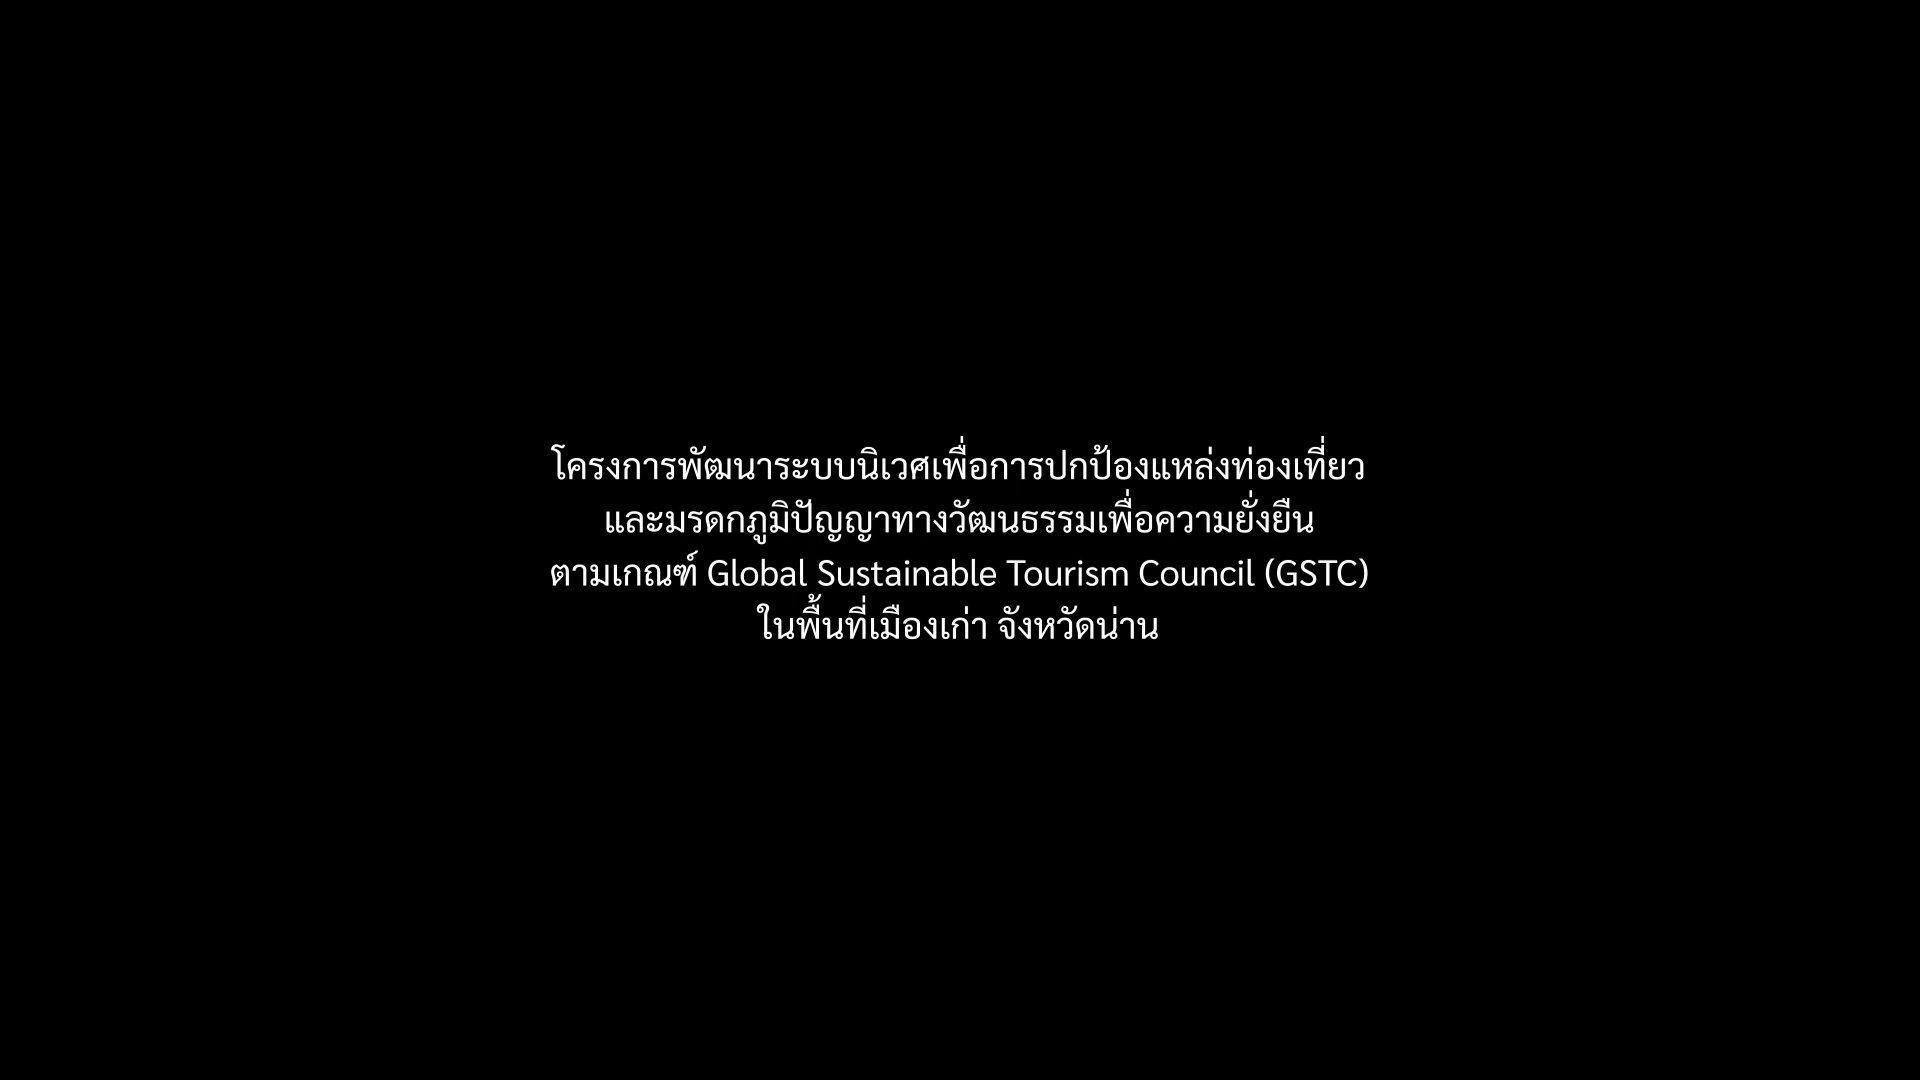 โครงการพัฒนาระบบนิเวศเพื่อการปกป้องแหล่งท่องเที่ยว
และมรดกภูมิปัญญาทางวัฒนธรรมเพื่อความยั่งยืน
ตามเกณฑ์ Global Sustainable Tourism Council (GSTC)
ในพื้นที่เมืองเก่า จังหวัดน่าน